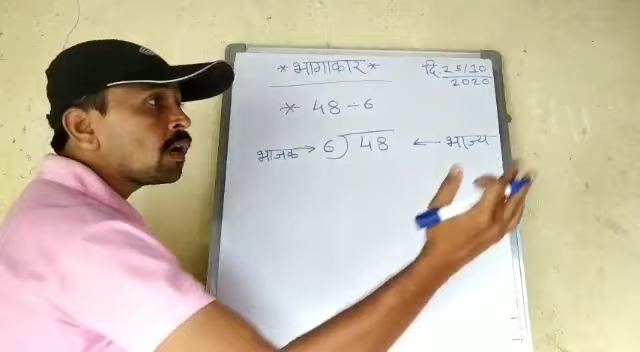 * भागाकार *
दि. 25/10
2020
* 48 ÷ 6
भाजक → 6) 48 ← भाज्य